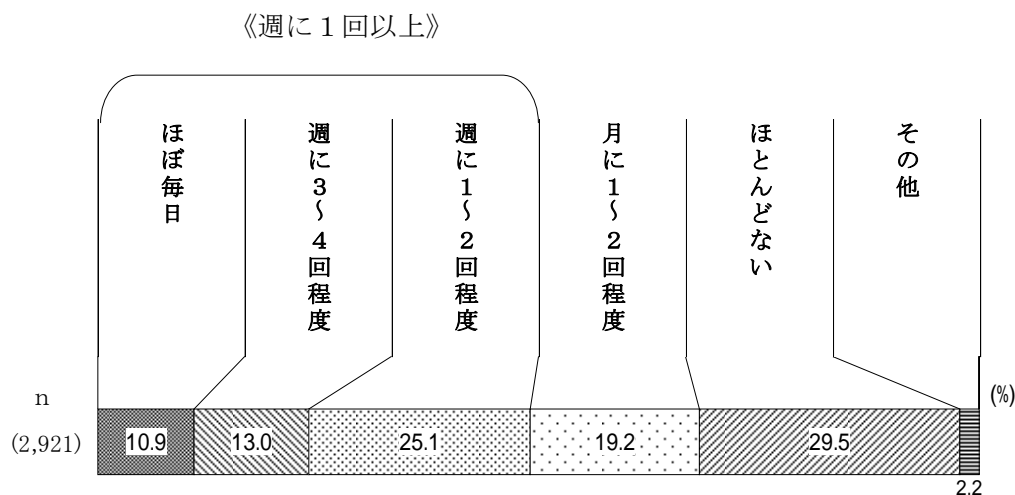 《週に１回以上》
ほぼ毎日
週に３～４回程度
週に１～２回程度
月に１～２回程度
ほとんどない
その他
n
(2,921)
10.9
13.0
25.1
19.2
29.5
2.2
(%)